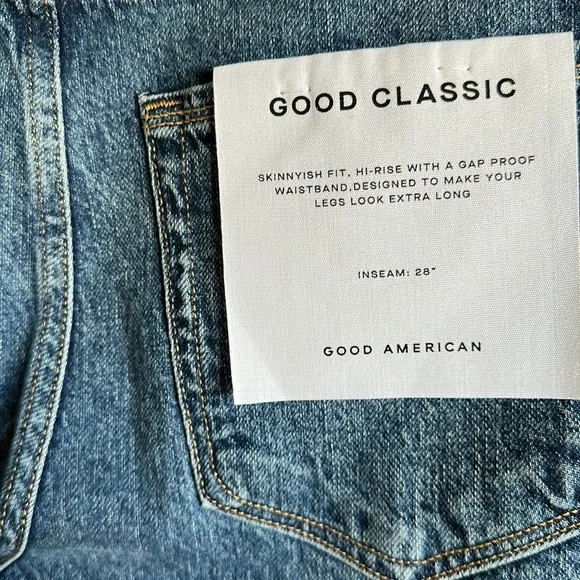 GOOD CLASSIC
SKINNYISH FIT, HI-RISE WITH A GAP PROOF
WAISTBAND,DESIGNED TO MAKE YOUR
LEGS LOOK EXTRA LONG
INSEAM: 28"
GOOD AMERICAN